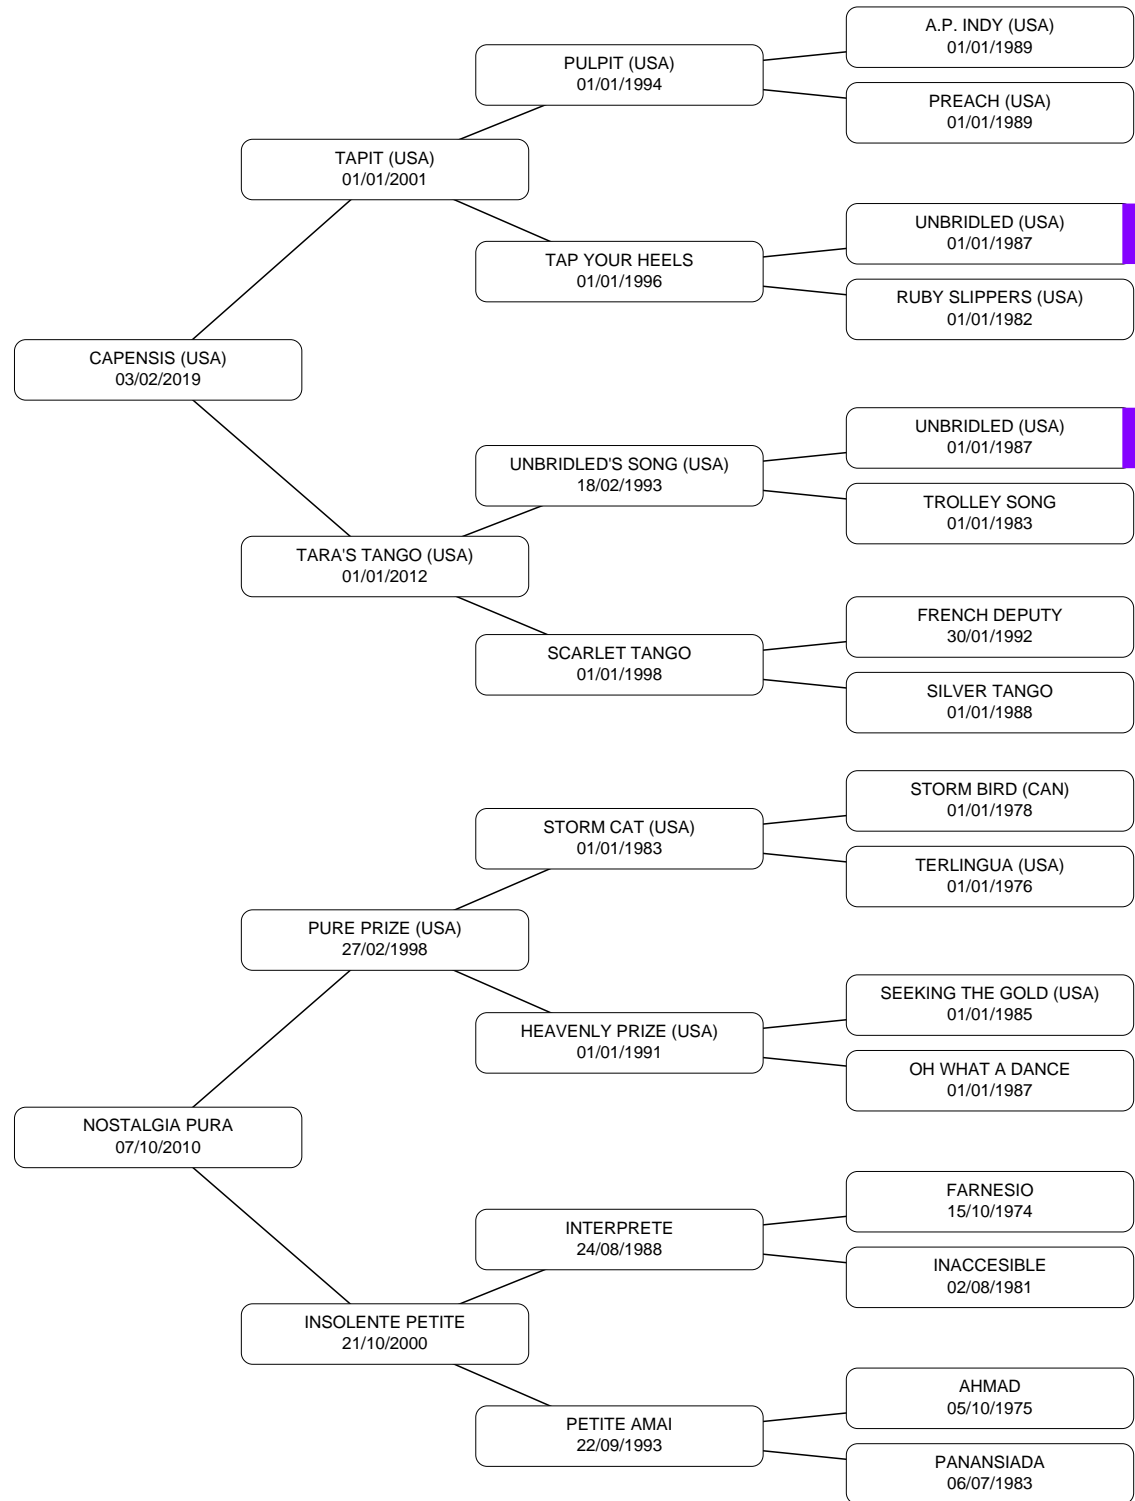 A.P. INDY (USA)
01/01/1989
PULPIT (USA)
01/01/1994
PREACH (USA)
01/01/1989
TAPIT (USA)
01/01/2001
UNBRIDLED (USA)
01/01/1987
TAP YOUR HEELS
01/01/1996
RUBY SLIPPERS (USA)
01/01/1982
CAPENSIS (USA)
03/02/2019
UNBRIDLED (USA)
01/01/1987
UNBRIDLED'S SONG (USA)
18/02/1993
TROLLEY SONG
01/01/1983
TARA'S TANGO (USA)
01/01/2012
FRENCH DEPUTY
30/01/1992
SCARLET TANGO
01/01/1998
SILVER TANGO
01/01/1988
STORM BIRD (CAN)
01/01/1978
STORM CAT (USA)
01/01/1983
TERLINGUA (USA)
01/01/1976
PURE PRIZE (USA)
27/02/1998
SEEKING THE GOLD (USA)
01/01/1985
HEAVENLY PRIZE (USA)
01/01/1991
OH WHAT A DANCE
01/01/1987
NOSTALGIA PURA
07/10/2010
FARNESIO
15/10/1974
INTERPRETE
24/08/1988
INACCESIBLE
02/08/1981
INSOLENTE PETITE
21/10/2000
AHMAD
05/10/1975
PETITE AMAI
22/09/1993
PANANSIADA
06/07/1983